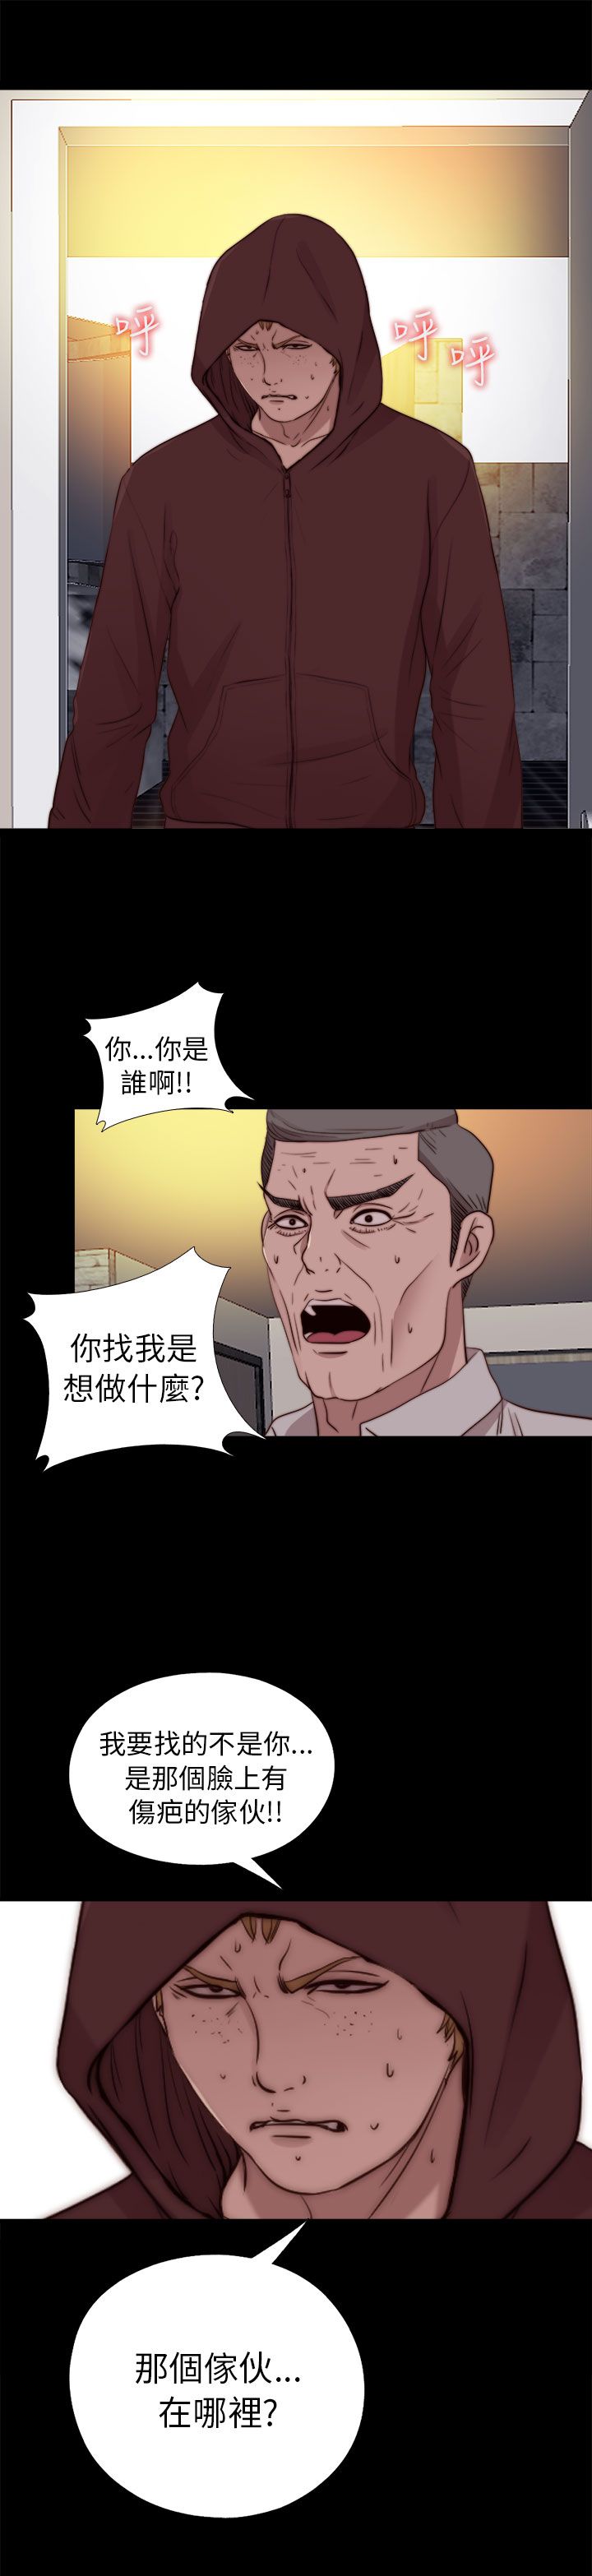 呼
呼
呼
你...你是
誰啊!!
你找我是
想做什麼?
我要找的不是你...
是那個臉上有
傷疤的傢伙!!
那個傢伙...
在哪裡?